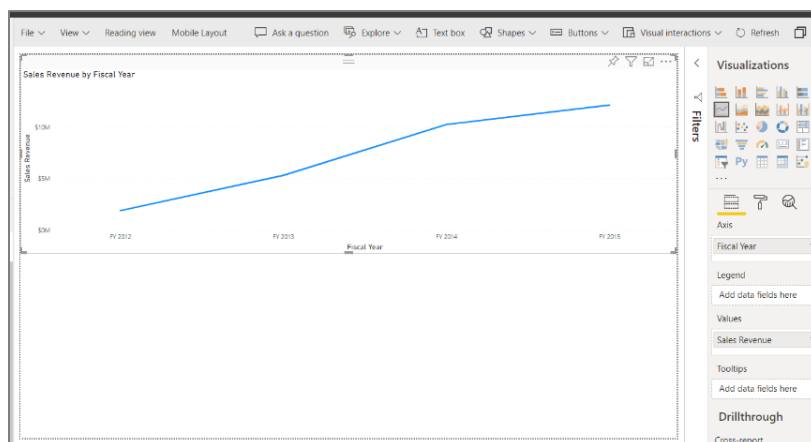 File View Reading view Mobile Layout Ask a question Explore Text box Shapes Buttons Visual interactions Refresh
Sales Revenue by Fiscal Year
$10M
$5M
$0M
Sales Revenue
FY 2012 FY 2013 FY 2014 FY 2015
Fiscal Year
Filters
Visualizations
Py
...
Axis
Fiscal Year
Legend
Add data fields here
Values
Sales Revenue
Tooltips
Add data fields here
Drillthrough
Cross-report